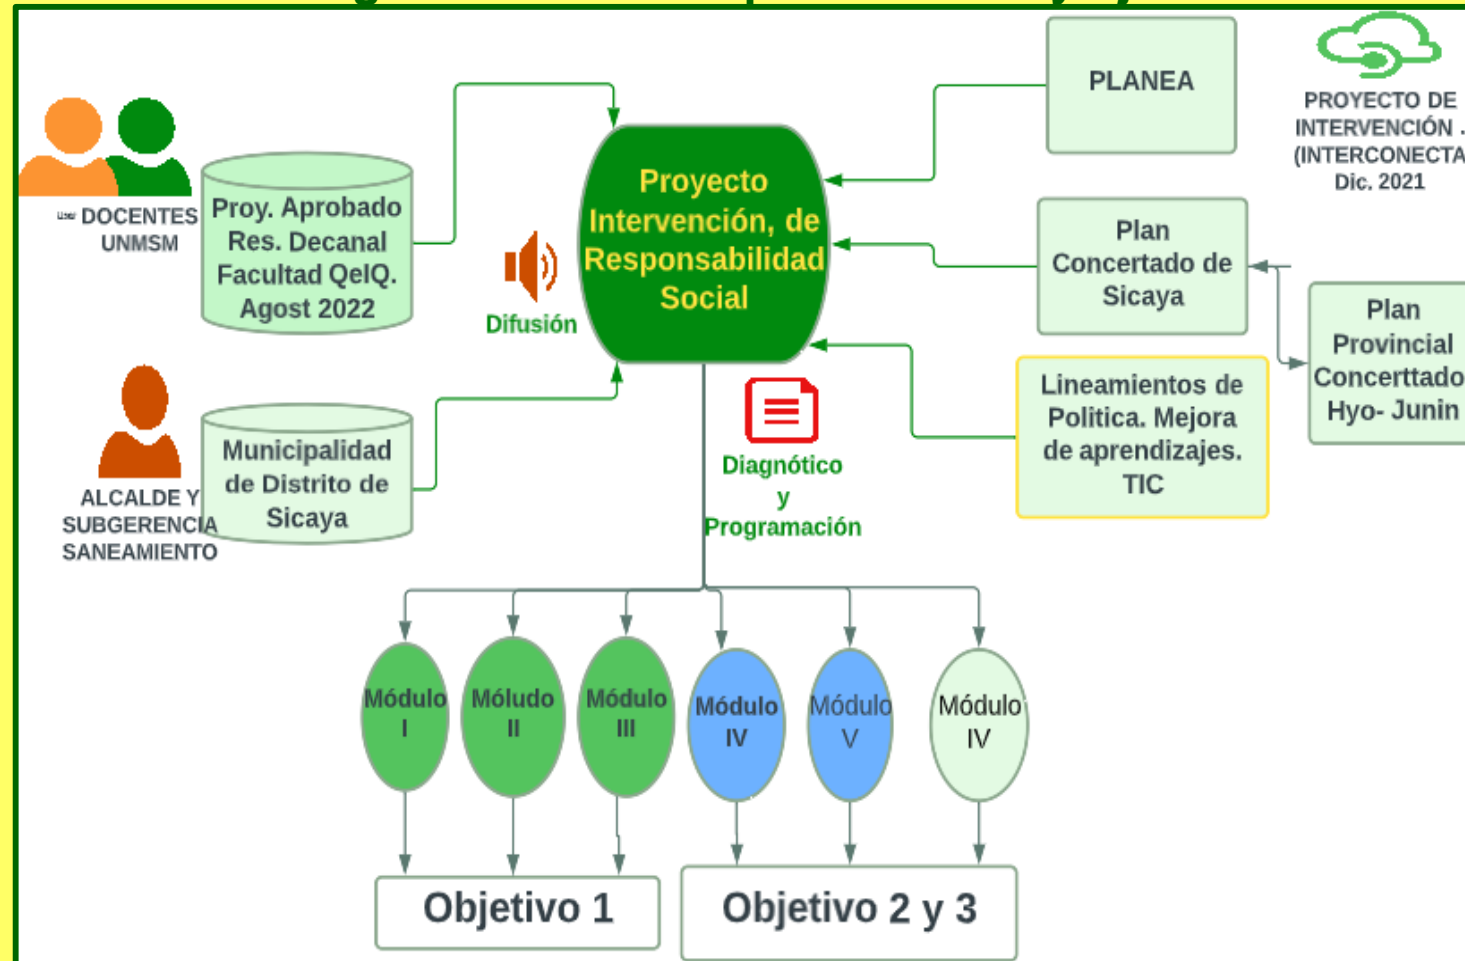 PLANEA
PROYECTO DE
INTERVENCIÓN .
(INTERCONECTA
Dic. 2021
User DOCENTES
UNMSM
Proy. Aprobado
Res. Decanal
Facultad QeIQ.
Agost 2022
Difusión
Proyecto
Intervención, de
Responsabilidad
Social
Plan
Concertado de
Sicaya
Plan
Provincial
Concerttado
Hyo- Junin
Lineamientos de
Politica. Mejora
de aprendizajes.
TIC
ALCALDE Y
SUBGERENCIA
SANEAMIENTO
Municipalidad
de Distrito de
Sicaya
Diagnótico
y
Programación
Módulo
I
Móludo
II
Módulo
III
Módulo
IV
Módulo
V
Módulo
IV
Objetivo 1
Objetivo 2 y 3